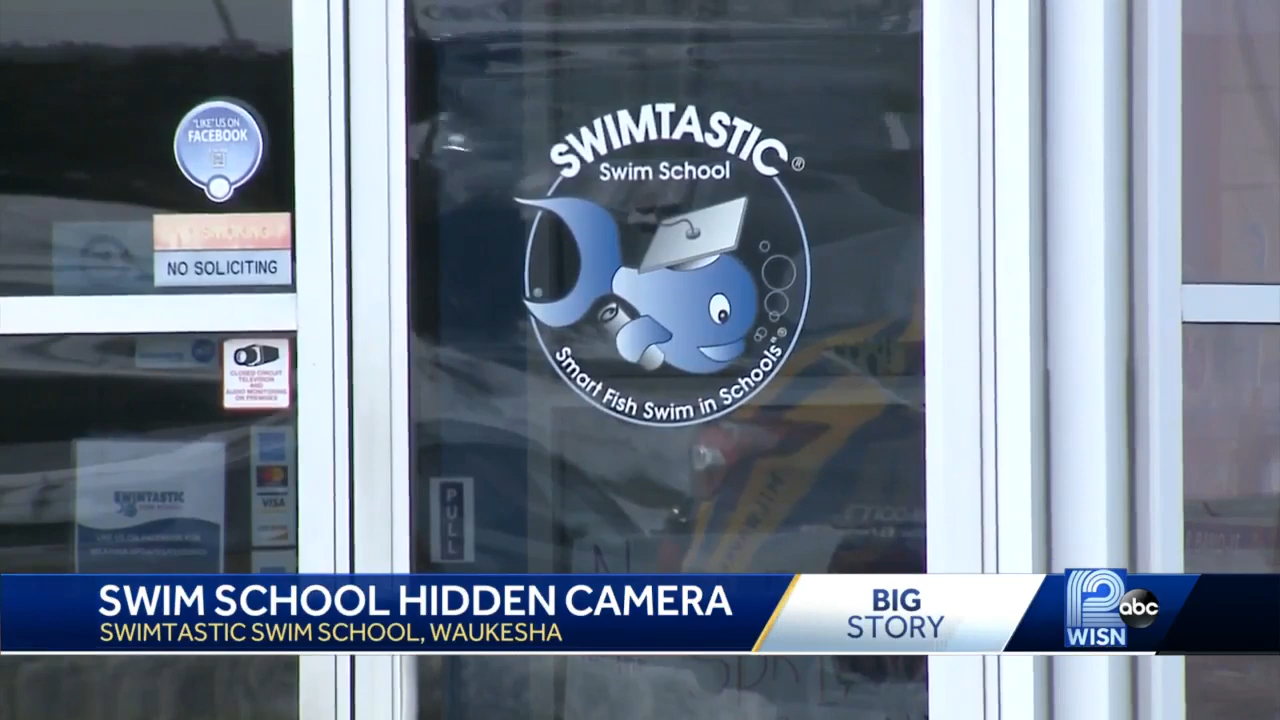 "LIKE" US ON
FACEBOOK
NO SMOKING
NO SOLICITING
CLOSED CIRCUIT
TELEVISION
AND
AUDIO MONITORING
ON PREMISES
SWIMTASTIC
VISA
SWIMTASTIC®
Swim School
Smart Fish Swim in Schools®
PULL
SWIM SCHOOL HIDDEN CAMERA
SWIMTASTIC SWIM SCHOOL, WAUKESHA
BIG
STORY
12
WISN
abc